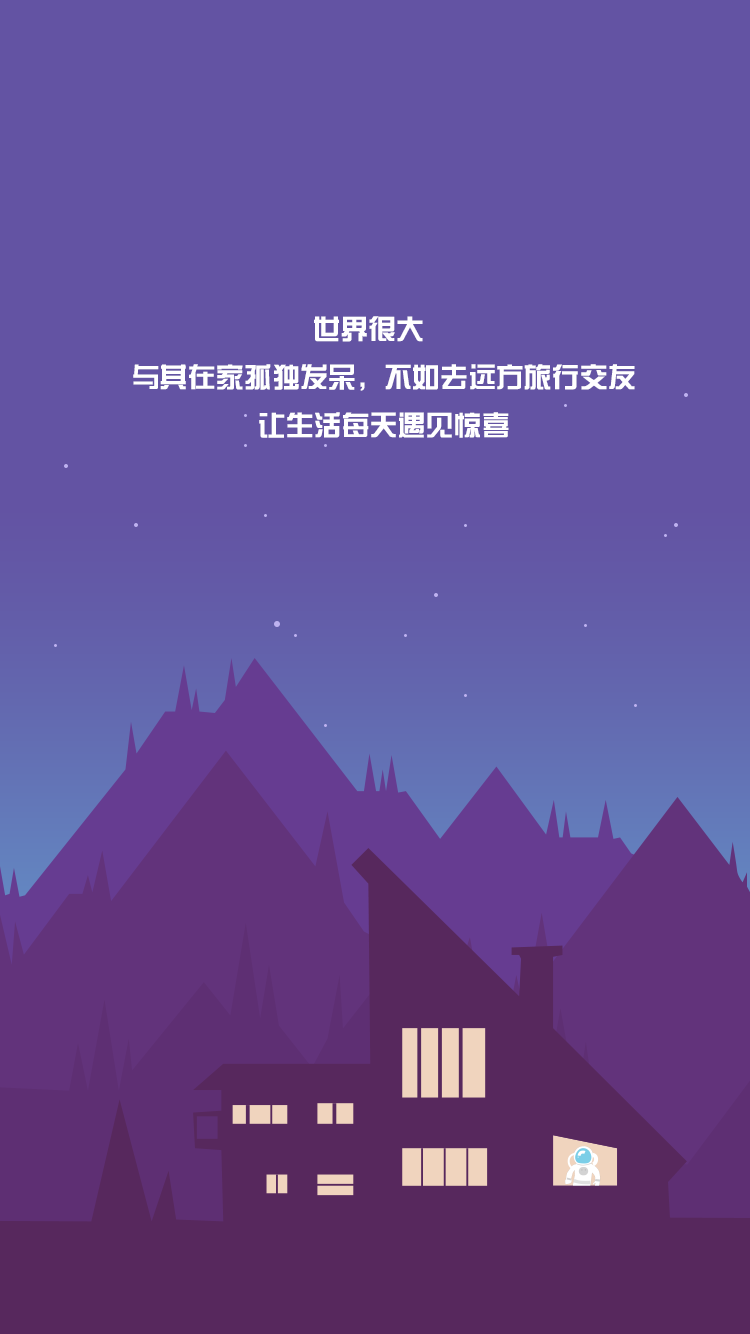 世界很大
与其在家孤独发呆，不如去远方旅行交友
让生活每天遇见惊喜